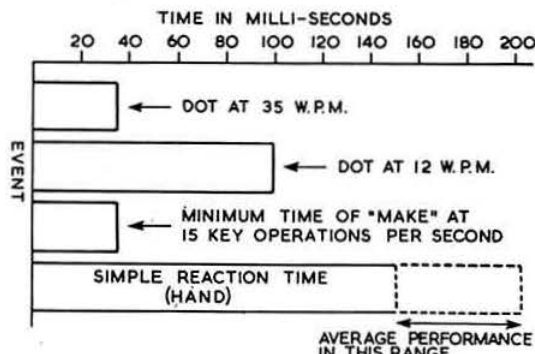 TIME IN MILLI-SECONDS
20 40 60 80 100 120 140 160 180 200
EVENT
DOT AT 35 W.P.M.
DOT AT 12 W.P.M.
MINIMUM TIME OF "MAKE" AT
15 KEY OPERATIONS PER SECOND
SIMPLE REACTION TIME
(HAND)
AVERAGE PERFORMANCE
IN THIS RANGE